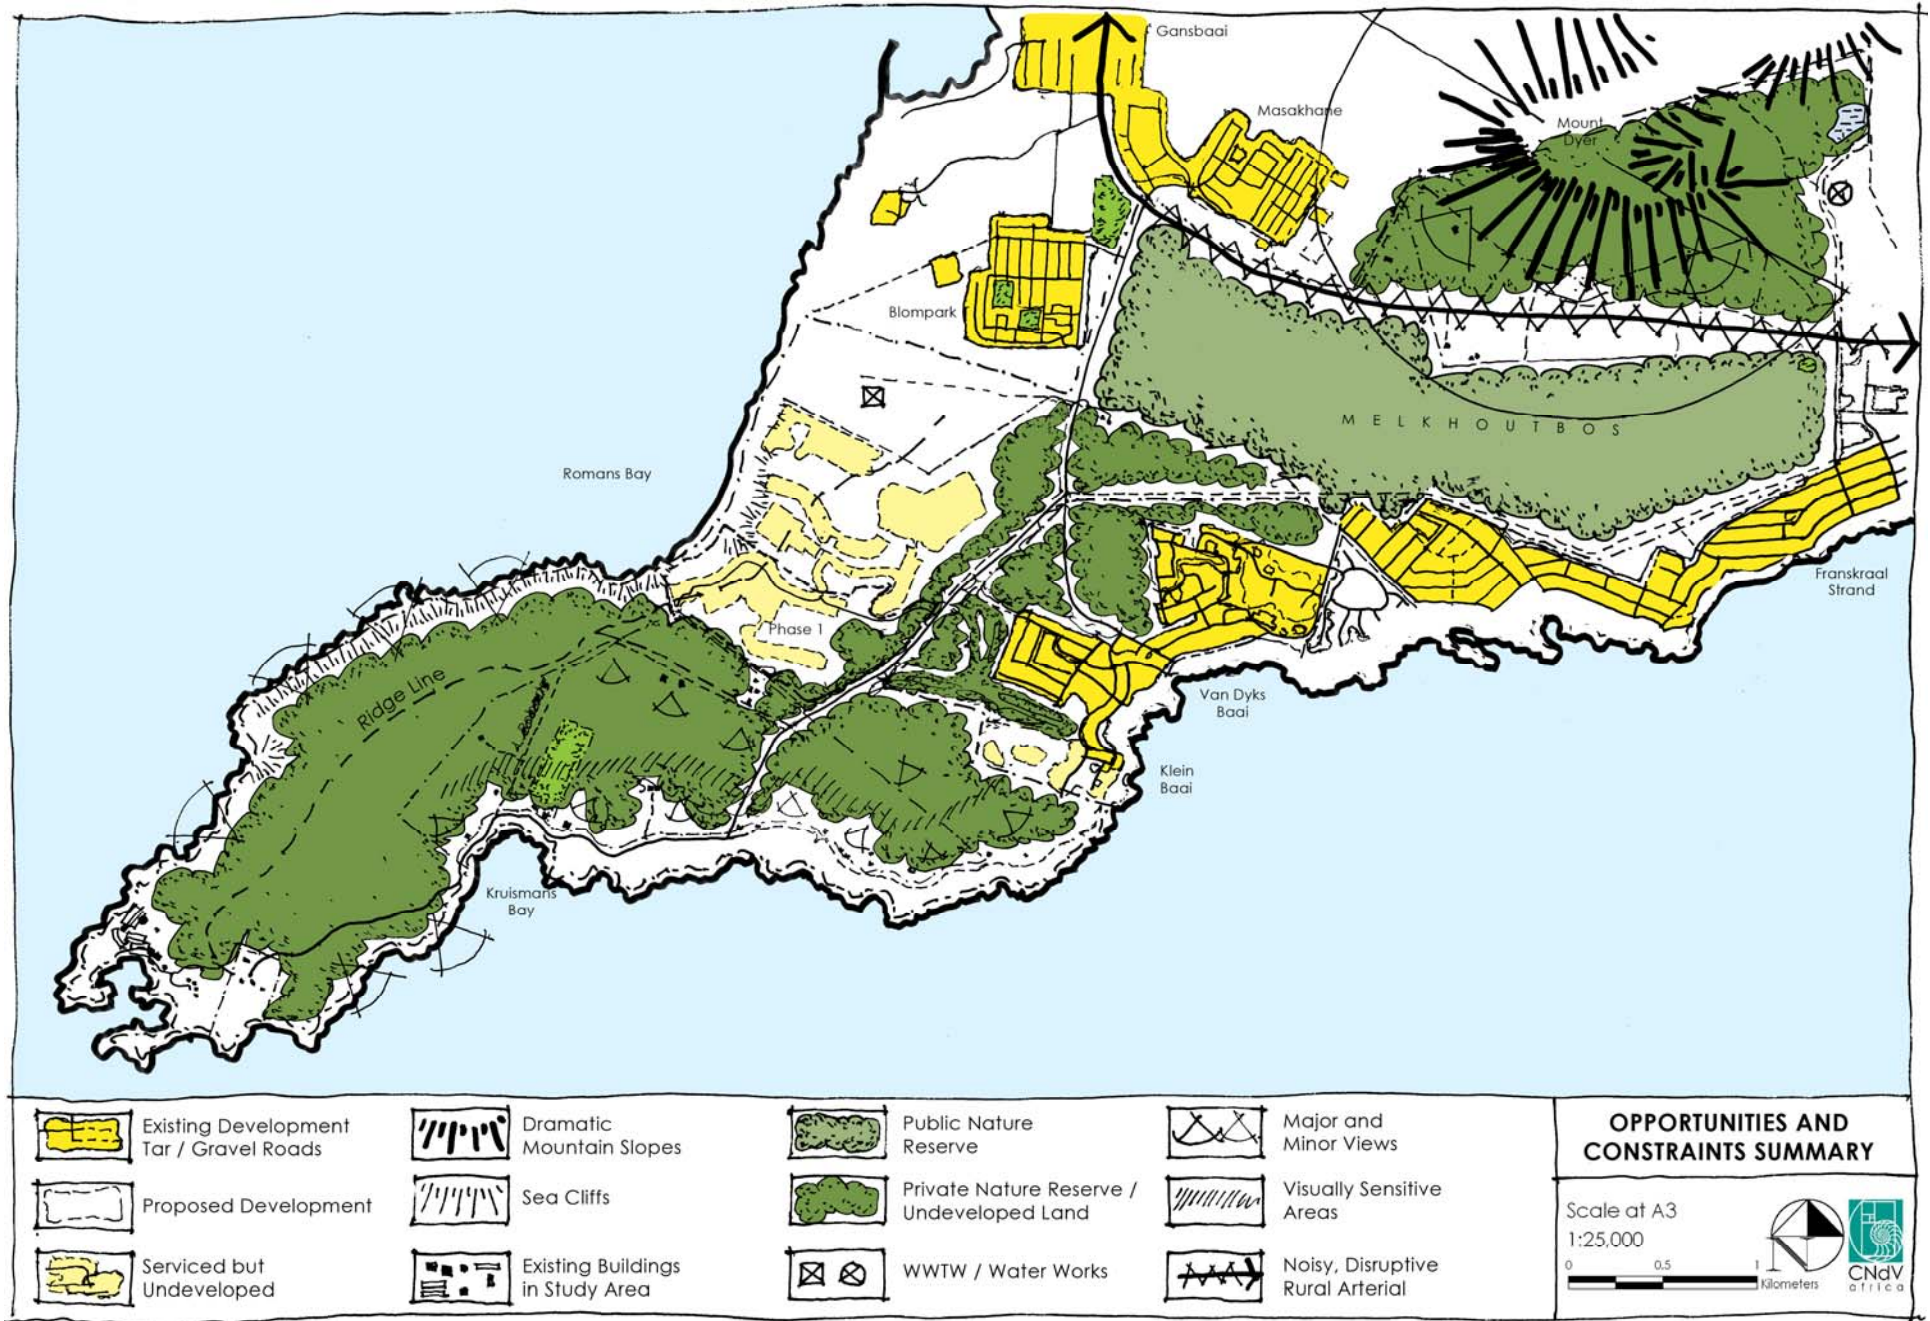 Gansbaai
Masakhane
Mount
Dyer
Blompark
MELKHOUTBOS
Romans Bay
Franskraal
Strand
Phase 1
Ridge Line
Van Dyks
Baai
Klein
Baai
Kruismans
Bay
Existing Development
Tar / Gravel Roads
Proposed Development
Serviced but
Undeveloped
Dramatic
Mountain Slopes
Sea Cliffs
Existing Buildings
in Study Area
Public Nature
Reserve
Private Nature Reserve /
Undeveloped Land
WWTW / Water Works
Major and
Minor Views
Visually Sensitive
Areas
Noisy, Disruptive
Rural Arterial
OPPORTUNITIES AND
CONSTRAINTS SUMMARY
Scale at A3
1:25,000
0 0.5 1
Kilometers
CNdV
africa